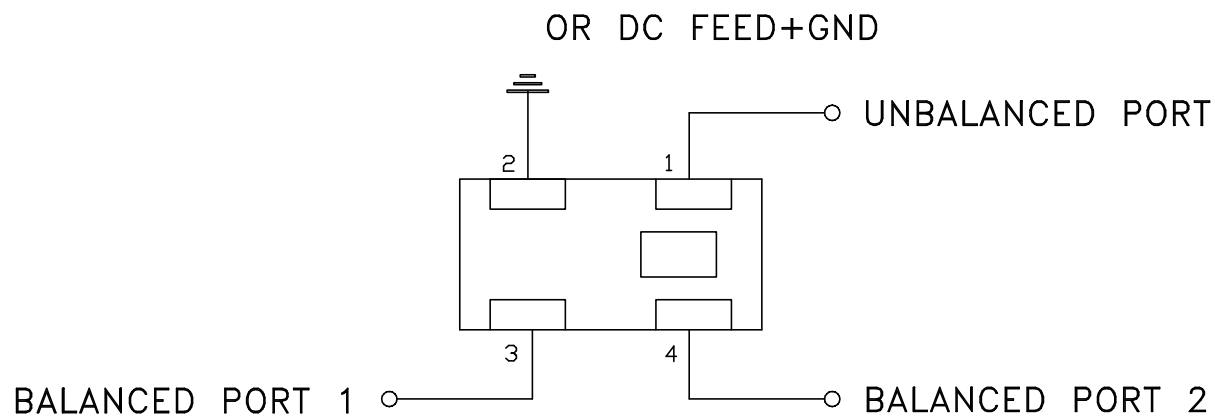 OR DC FEED+GND
UNBALANCED PORT
2
1
3
4
BALANCED PORT 1
BALANCED PORT 2